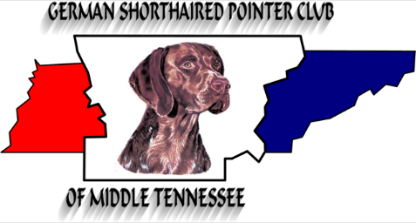 GERMAN SHORTHAIRED POINTER CLUB
OF MIDDLE TENNESSEE